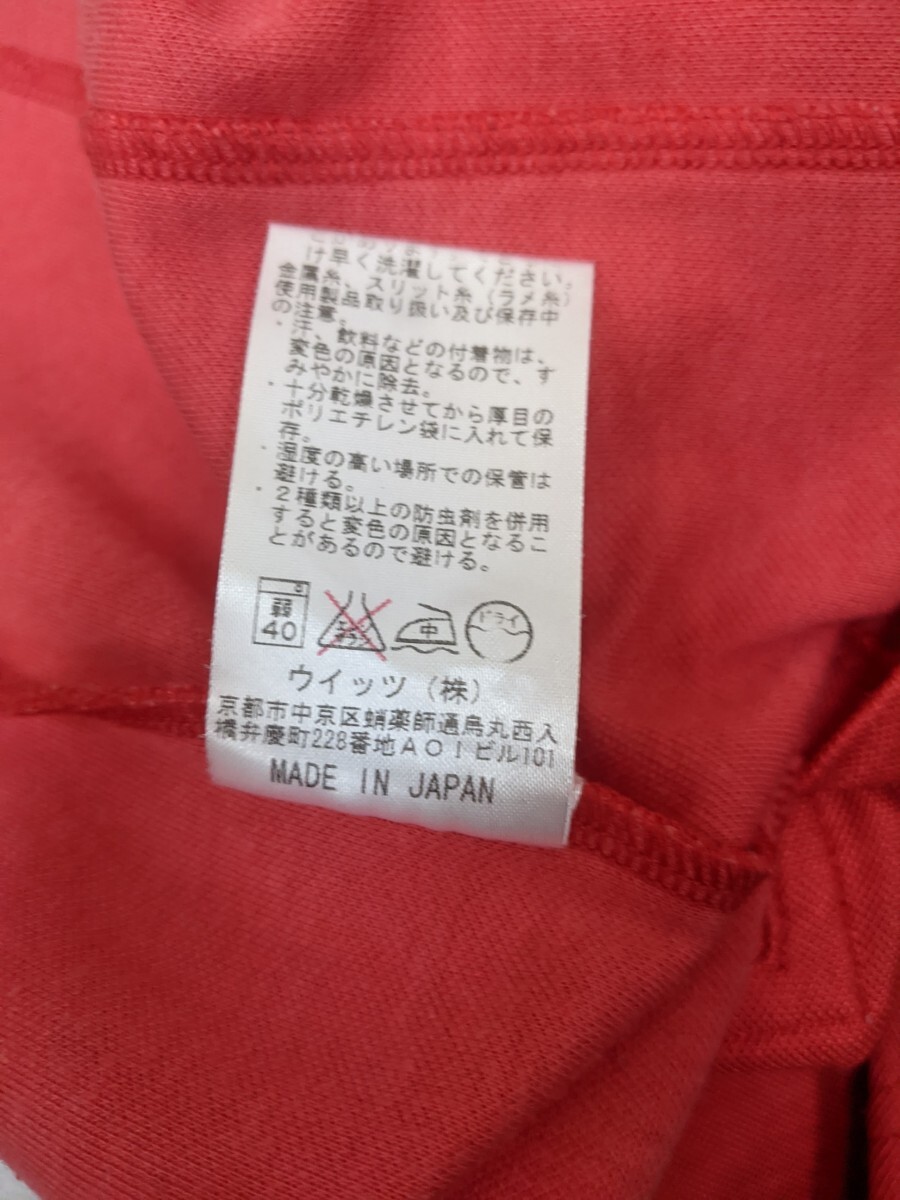 け早く洗濯してください。
金属糸、スリット糸（ラメ糸）
使用製品取り扱い及び保存中
の注意。
・汗、飲料などの付着物は、
変色の原因となるので、す
みやかに除去。
・十分乾燥させてから厚目の
ポリエチレン袋に入れて保
存。
・湿度の高い場所での保管は
避ける。
・２種類以上の防虫剤を併用
すると変色の原因となるこ
とがあるので避ける。
弱
40
エンソ
サラシ
中
ドライ
ウイッツ（株）
京都市中京区蛸薬師通烏丸西入
橋弁慶町228番地ＡＯＩビル101
MADE IN JAPAN